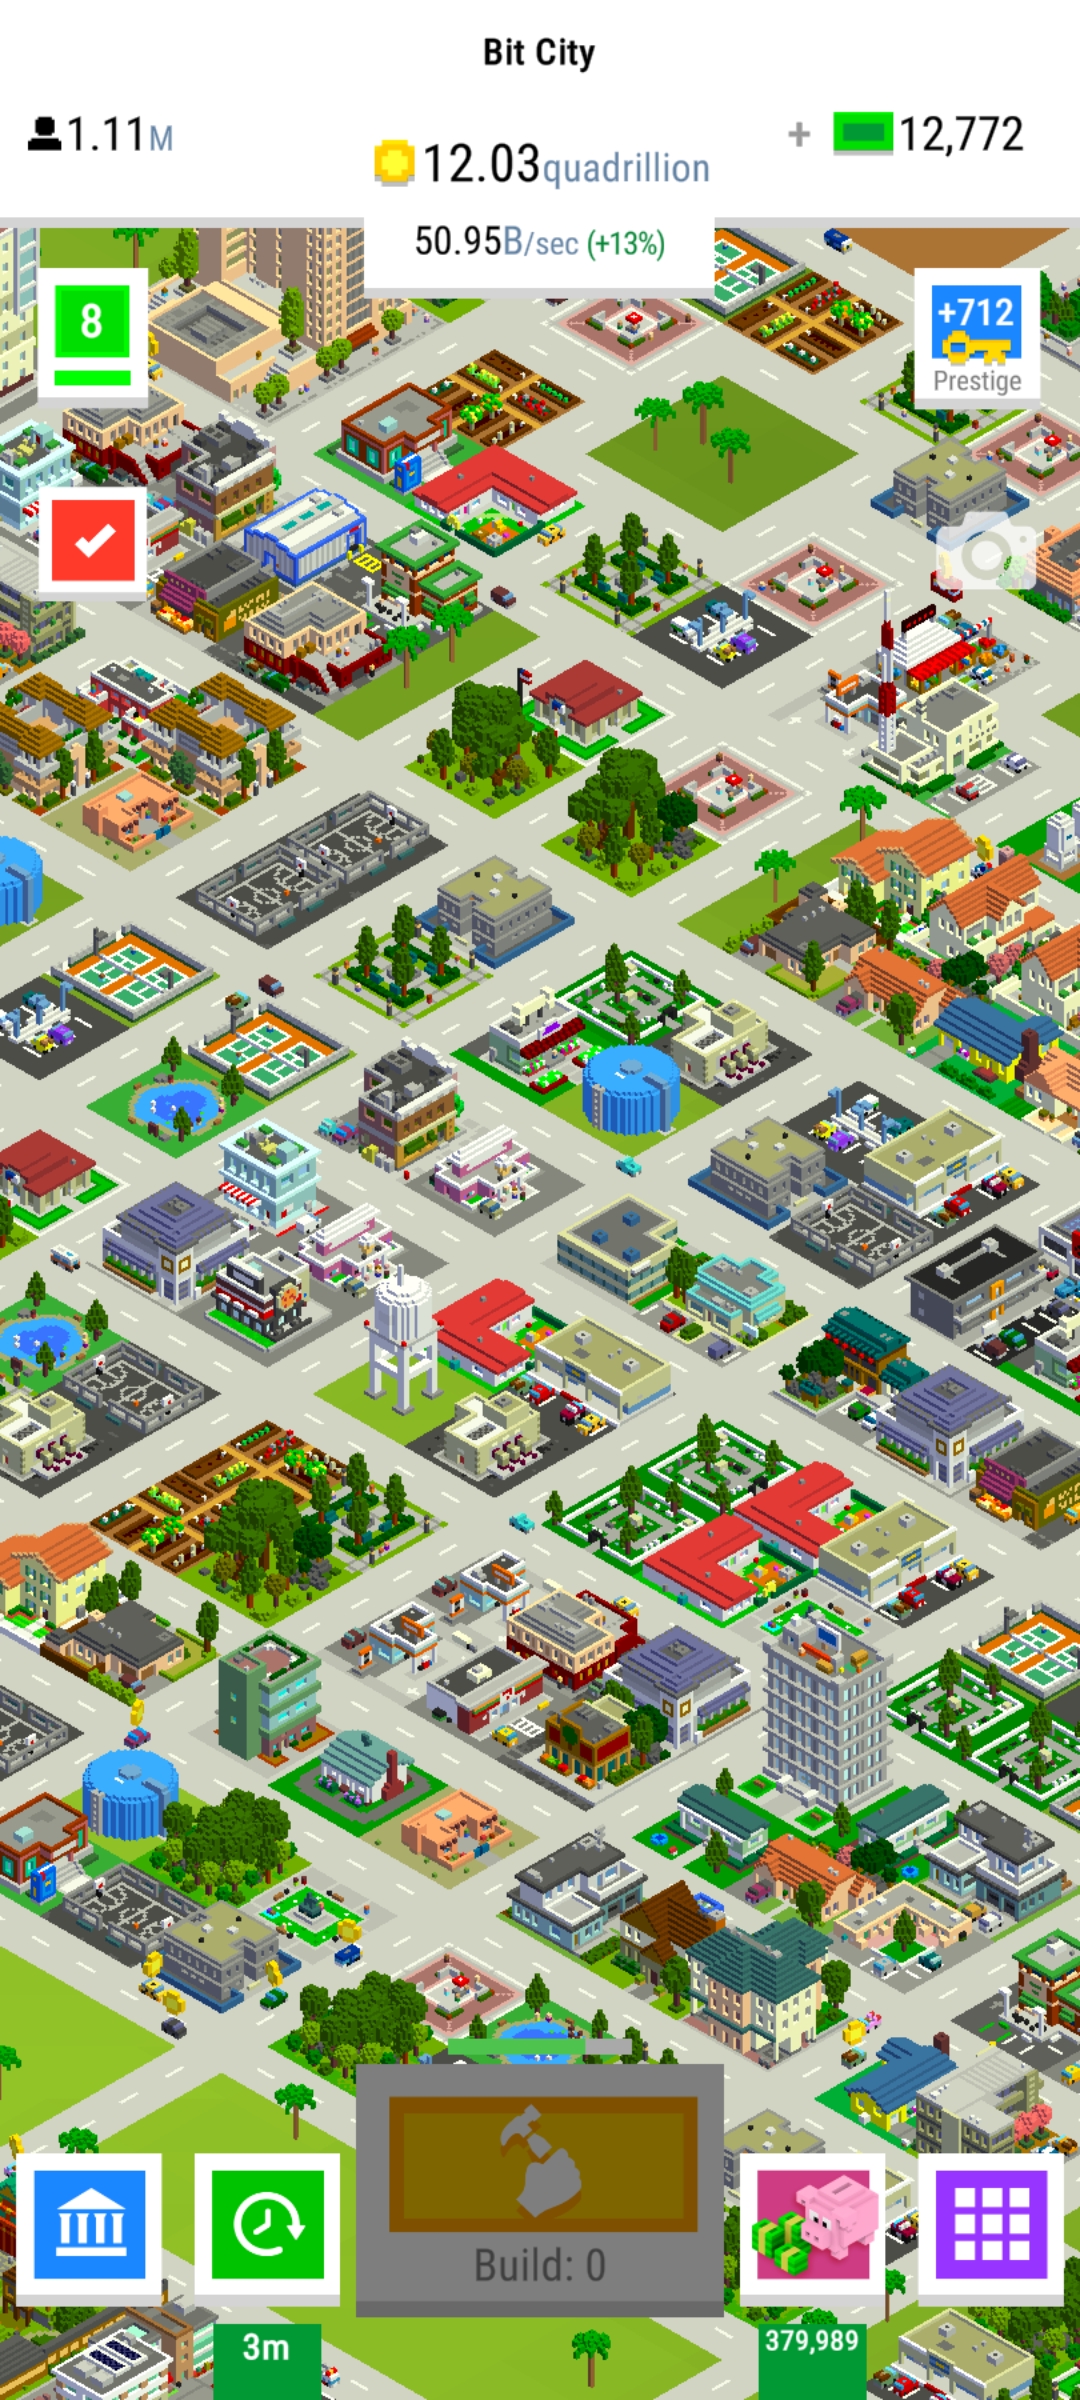 Bit City
1.11M
12.03quadrillion
+ 12,772
50.95B/sec (+13%)
8
+712
Prestige
Build: 0
3m
379,989